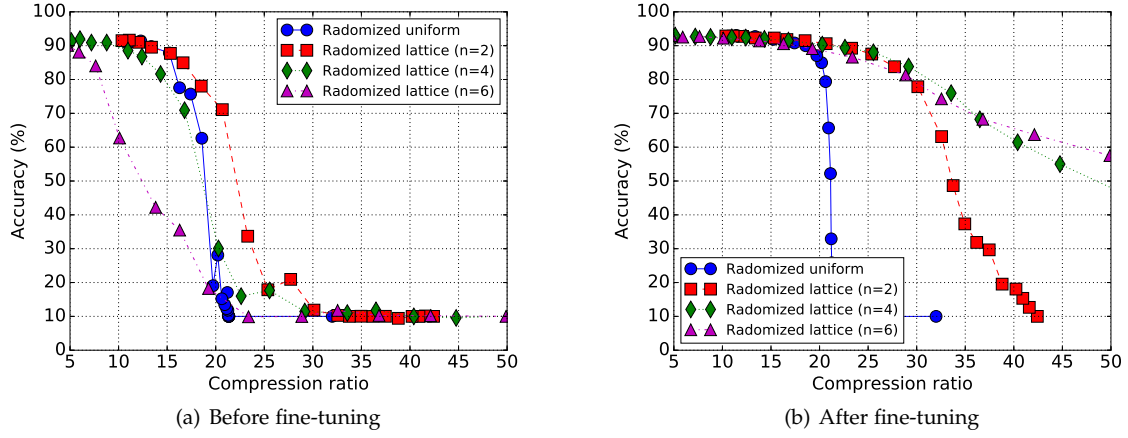 Accuracy (%)
100
90
80
70
60
50
40
30
20
10
0
5 10 15 20 25 30 35 40 45 50
Compression ratio
Radomized uniform
Radomized lattice (n=2)
Radomized lattice (n=4)
Radomized lattice (n=6)
(a) Before fine-tuning
Accuracy (%)
100
90
80
70
60
50
40
30
20
10
0
5 10 15 20 25 30 35 40 45 50
Compression ratio
Radomized uniform
Radomized lattice (n=2)
Radomized lattice (n=4)
Radomized lattice (n=6)
(b) After fine-tuning